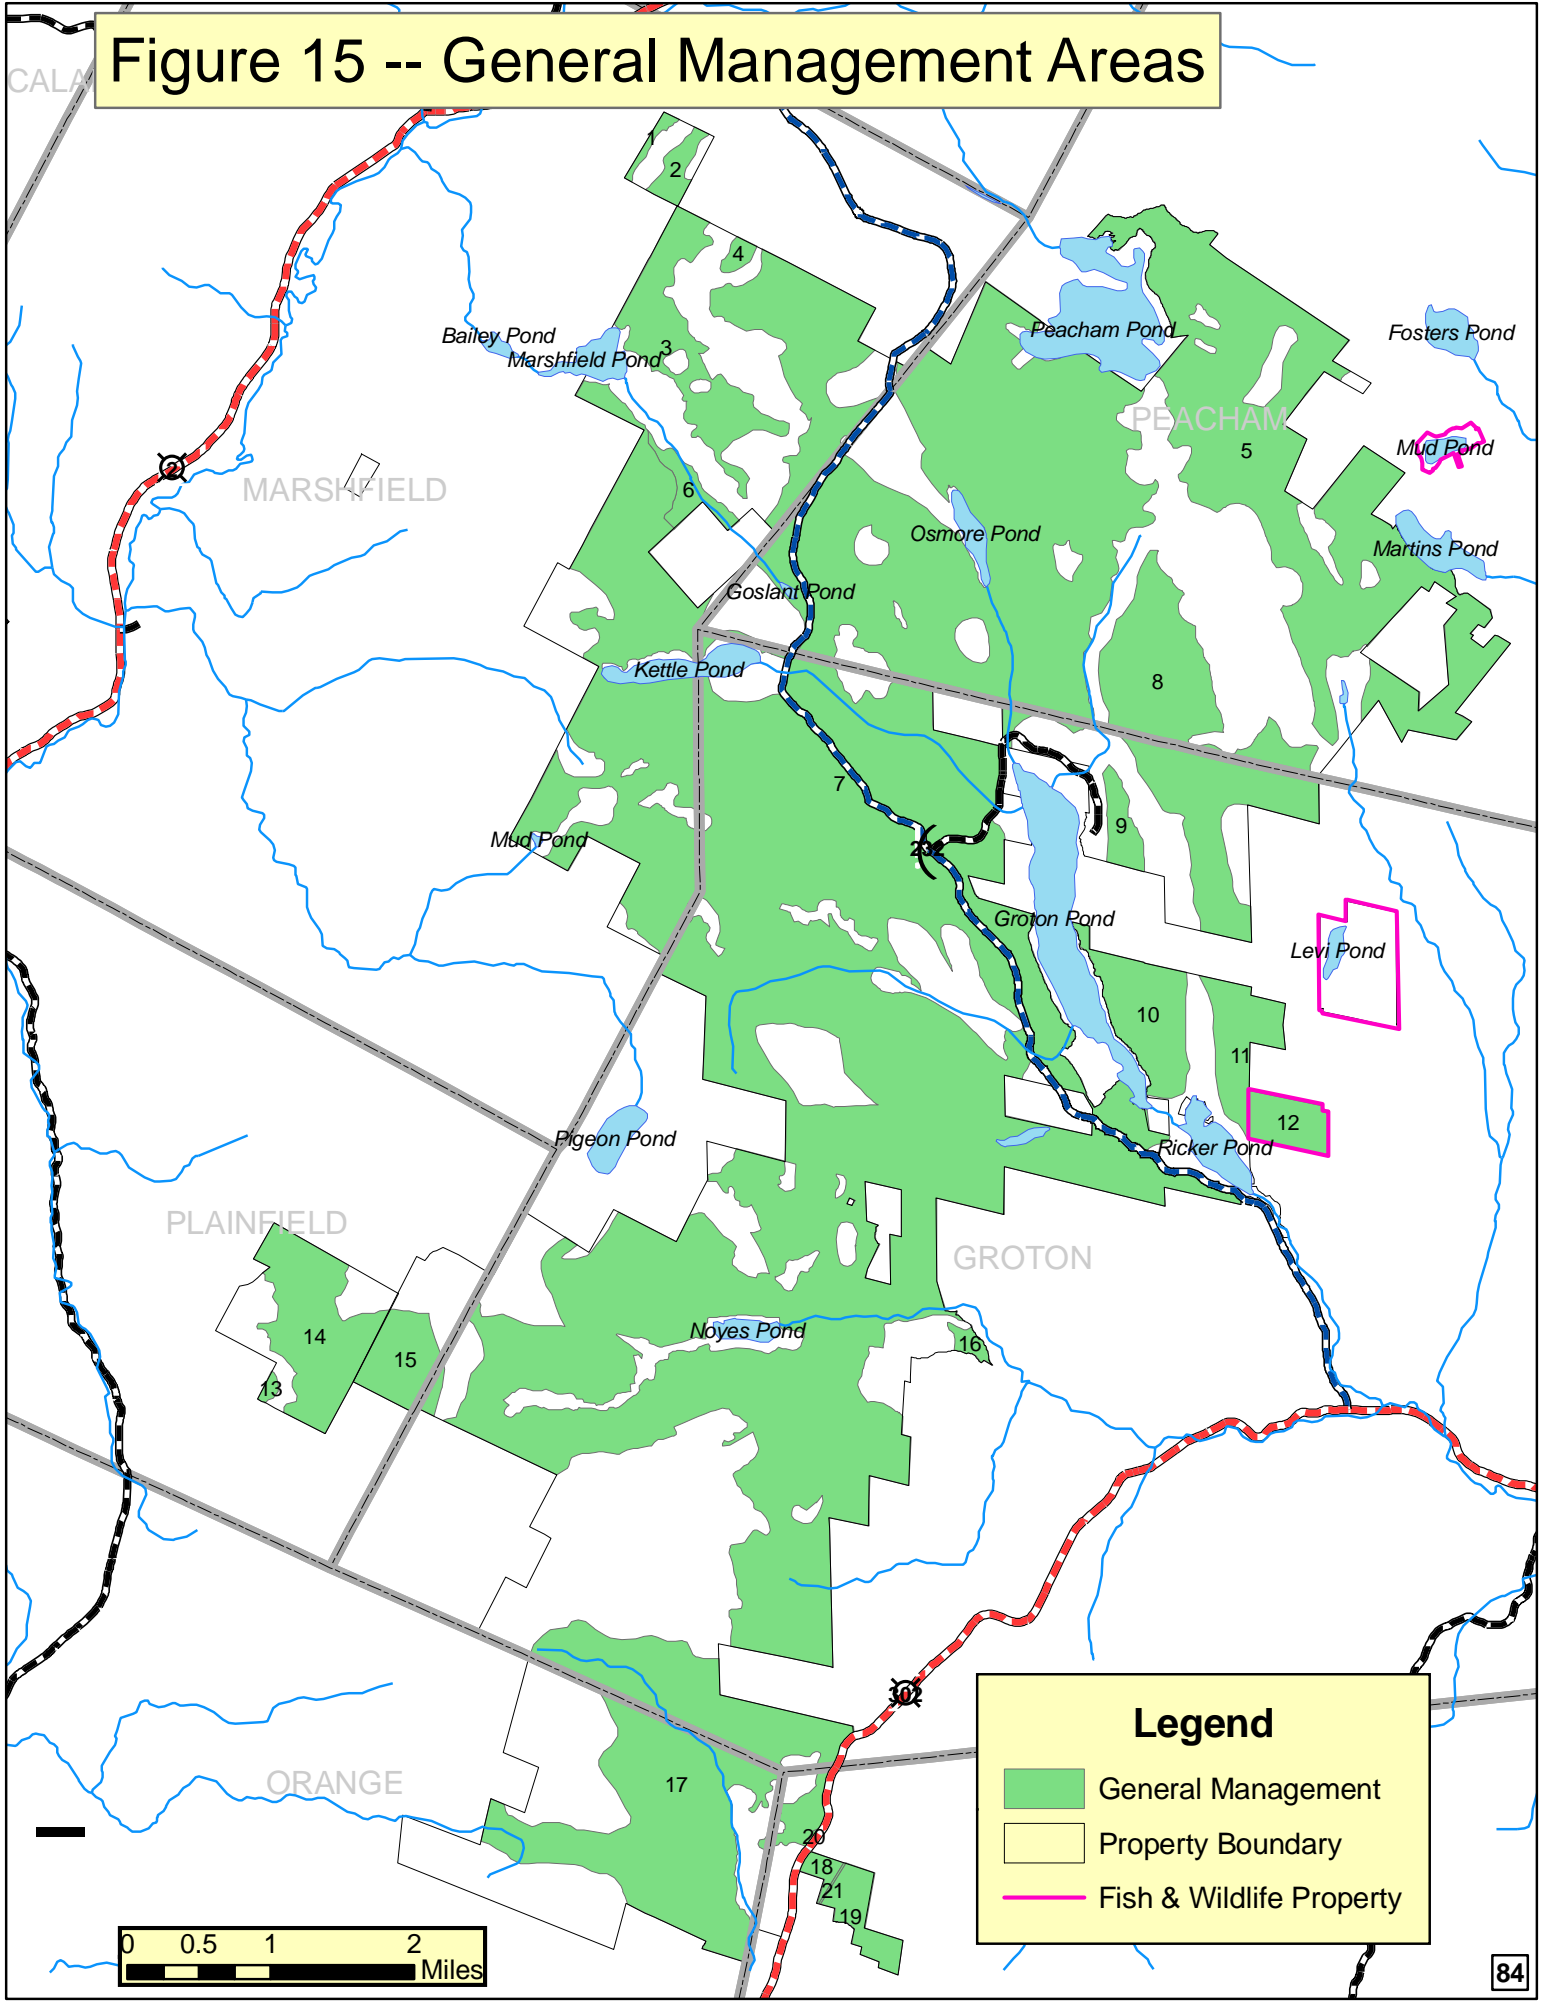 Figure 15 -- General Management Areas
CALA
1
2
4
Bailey Pond
Marshfield Pond
3
Peacham Pond
Fosters Pond
PEACHAM
5
Mud Pond
2
MARSHFIELD
6
Osmore Pond
Martins Pond
Goslant Pond
Kettle Pond
8
7
9
Mud Pond
232
Groton Pond
Levi Pond
10
11
12
Pigeon Pond
Ricker Pond
PLAINFIELD
GROTON
14
Noyes Pond
16
15
13
302
Legend
17
ORANGE
General Management
20
Property Boundary
18
21
Fish & Wildlife Property
19
0 0.5 1 2
Miles
84